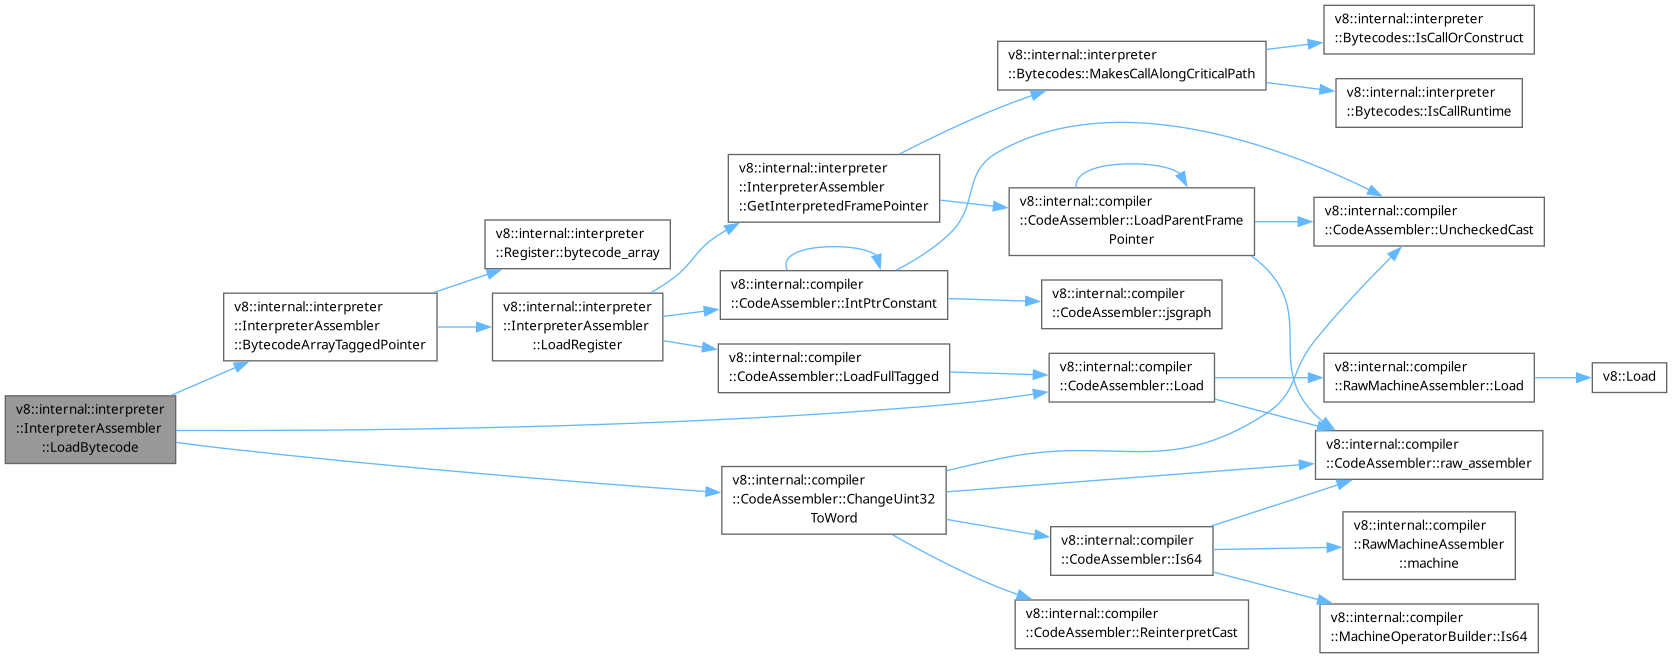 v8::internal::interpreter
::InterpreterAssembler
::LoadBytecode
v8::internal::interpreter
::InterpreterAssembler
::BytecodeArrayTaggedPointer
v8::internal::interpreter
::Register::bytecode_array
v8::internal::interpreter
::InterpreterAssembler
::LoadRegister
v8::internal::interpreter
::InterpreterAssembler
::GetInterpretedFramePointer
v8::internal::compiler
::CodeAssembler::IntPtrConstant
v8::internal::compiler
::CodeAssembler::LoadFullTagged
v8::internal::compiler
::CodeAssembler::ChangeUint32
ToWord
v8::internal::interpreter
::Bytecodes::MakesCallAlongCriticalPath
v8::internal::compiler
::CodeAssembler::LoadParentFrame
Pointer
v8::internal::compiler
::CodeAssembler::jsgraph
v8::internal::compiler
::CodeAssembler::Load
v8::internal::compiler
::CodeAssembler::Is64
v8::internal::compiler
::CodeAssembler::ReinterpretCast
v8::internal::interpreter
::Bytecodes::IsCallOrConstruct
v8::internal::interpreter
::Bytecodes::IsCallRuntime
v8::internal::compiler
::CodeAssembler::UncheckedCast
v8::internal::compiler
::RawMachineAssembler::Load
v8::Load
v8::internal::compiler
::CodeAssembler::raw_assembler
v8::internal::compiler
::RawMachineAssembler
::machine
v8::internal::compiler
::MachineOperatorBuilder::Is64